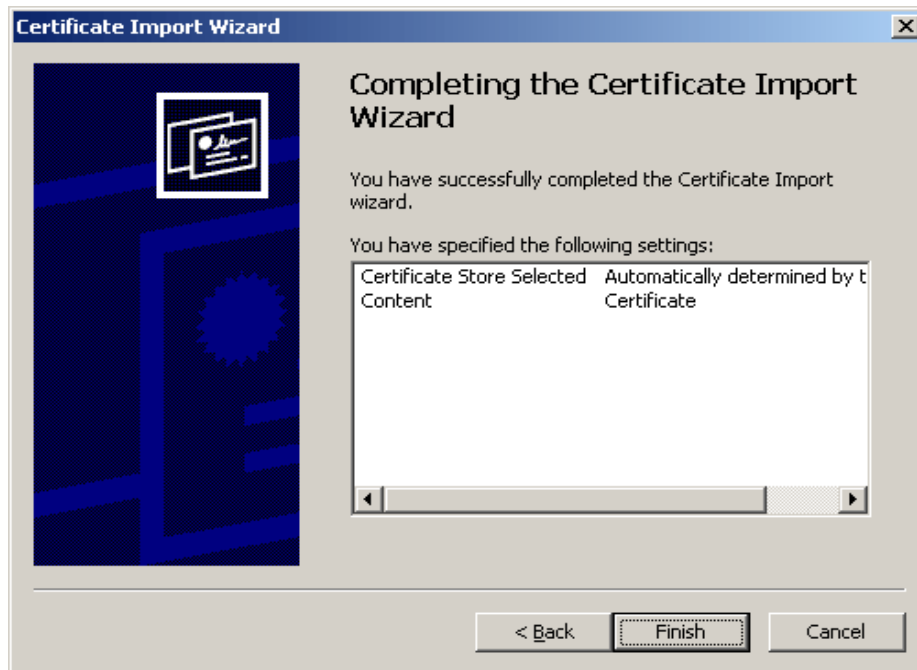 Certificate Import Wizard
Completing the Certificate Import
Wizard
You have successfully completed the Certificate Import
wizard.
You have specified the following settings:
Certificate Store Selected Automatically determined by t
Content Certificate
< Back Finish Cancel